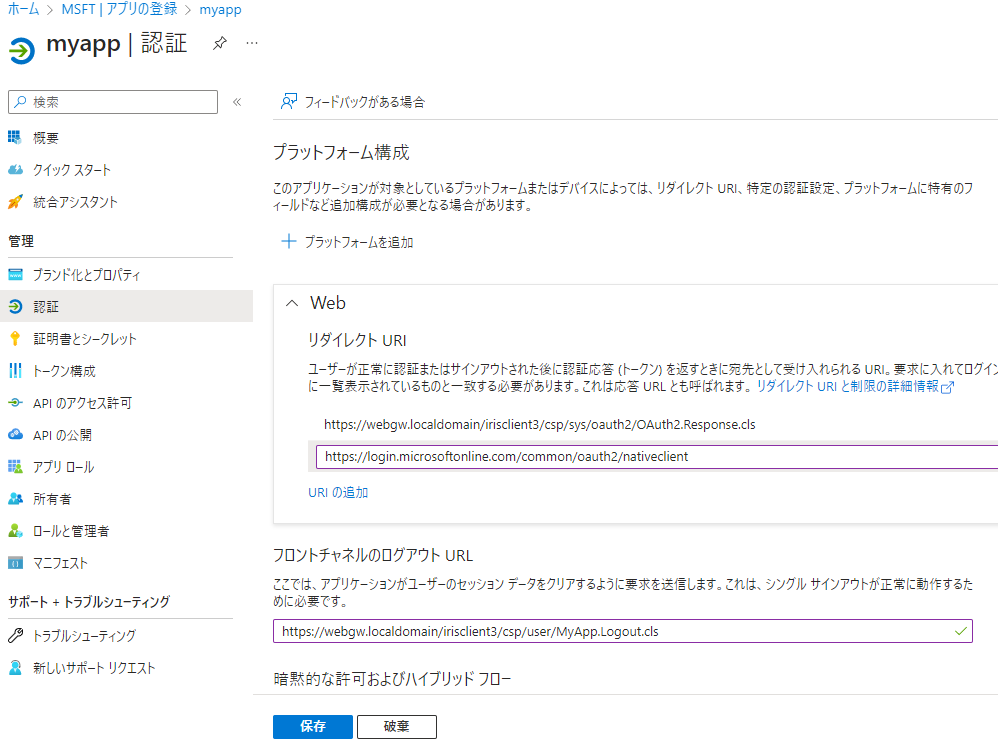 ホーム > MSFT | アプリの登録 > myapp
myapp | 認証
検索
概要
クイック スタート
統合アシスタント
管理
ブランド化とプロパティ
認証
証明書とシークレット
トークン構成
API のアクセス許可
API の公開
アプリ ロール
所有者
ロールと管理者
マニフェスト
サポート + トラブルシューティング
トラブルシューティング
新しいサポート リクエスト
フィードバックがある場合
プラットフォーム構成
このアプリケーションが対象としているプラットフォームまたはデバイスによっては、リダイレクト URI、特定の認証設定、プラットフォームに特有のフ
ィールドなど追加構成が必要となる場合があります。
プラットフォームを追加
Web
リダイレクト URI
ユーザーが正常に認証またはサインアウトされた後に認証応答 (トークン) を返すときに宛先として受け入れられる URI。要求に入れてログイン
に一覧表示されているものと一致する必要があります。これは応答 URL とも呼ばれます。 リダイレクト URI と制限の詳細情報
https://webgw.localdomain/irisclient3/csp/sys/oauth2/OAuth2.Response.cls
https://login.microsoftonline.com/common/oauth2/nativeclient
URI の追加
フロントチャネルのログアウト URL
ここでは、アプリケーションがユーザーのセッション データをクリアするように要求を送信します。これは、シングル サインアウトが正常に動作するた
めに必要です。
https://webgw.localdomain/irisclient3/csp/user/MyApp.Logout.cls
暗黙的な許可およびハイブリッド フロー
保存
破棄